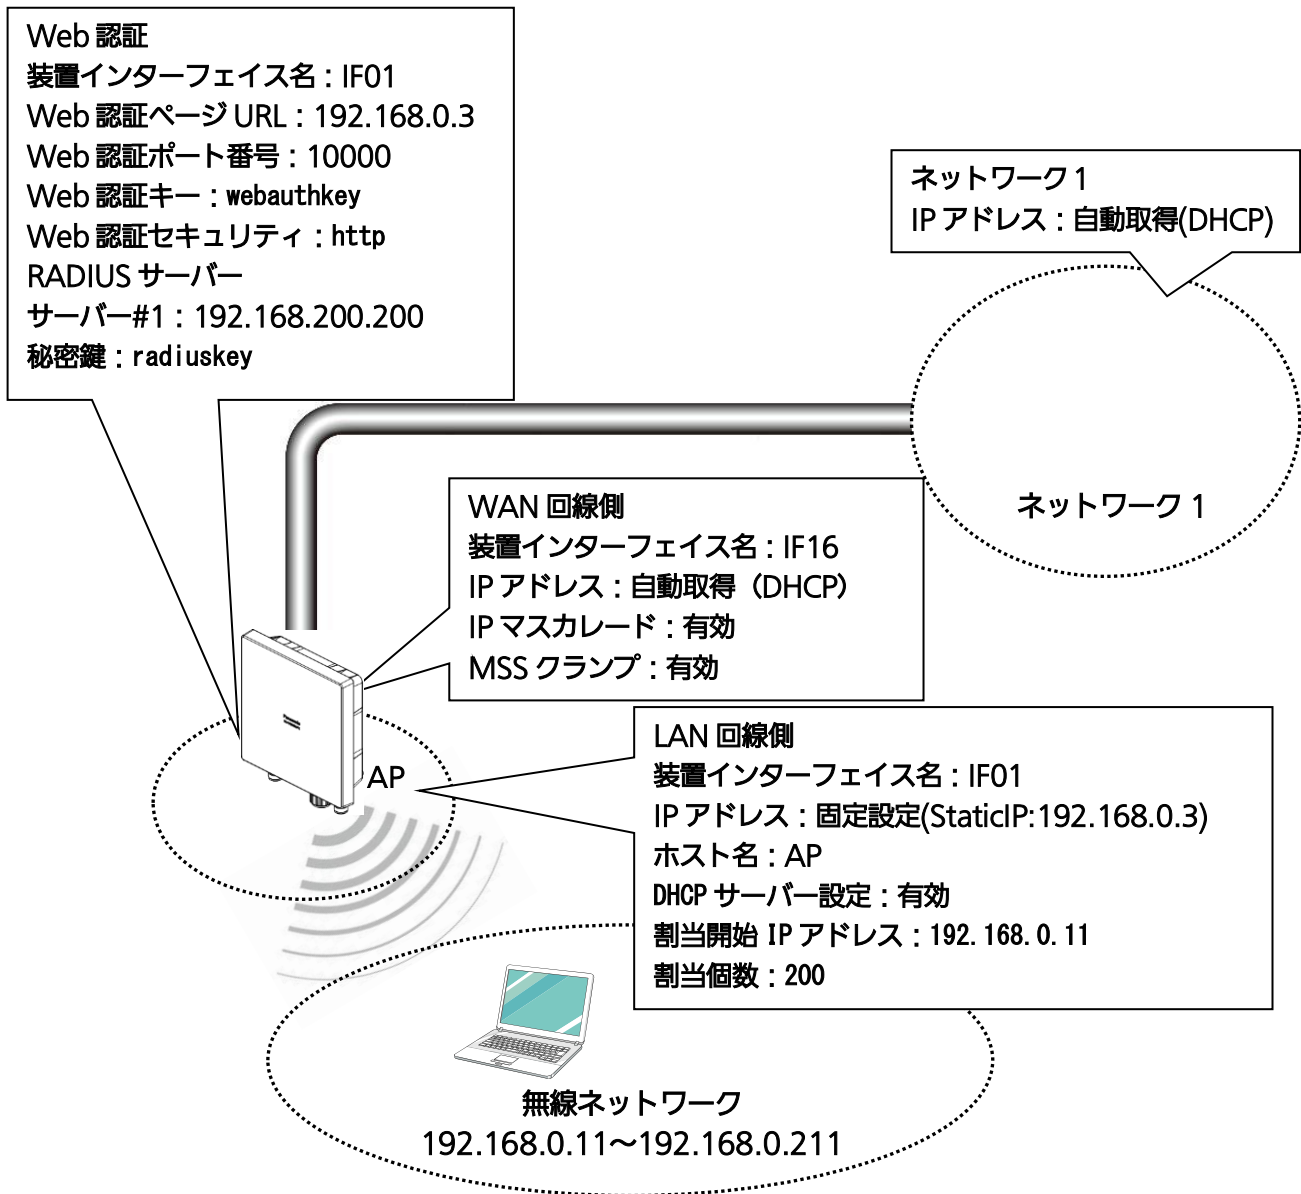 Web 認証
装置インターフェイス名：IF01
Web 認証ページ URL：192.168.0.3
Web 認証ポート番号：10000
Web 認証キー：webauthkey
Web 認証セキュリティ：http
RADIUS サーバー
サーバー#1：192.168.200.200
秘密鍵：radiuskey
ネットワーク 1
IP アドレス：自動取得(DHCP)
ネットワーク 1
WAN 回線側
装置インターフェイス名：IF16
IP アドレス：自動取得（DHCP）
IP マスカレード：有効
MSS クランプ：有効
AP
LAN 回線側
装置インターフェイス名：IF01
IP アドレス：固定設定(StaticIP:192.168.0.3)
ホスト名：AP
DHCP サーバー設定：有効
割当開始 IP アドレス：192.168.0.11
割当個数：200
無線ネットワーク
192.168.0.11～192.168.0.211